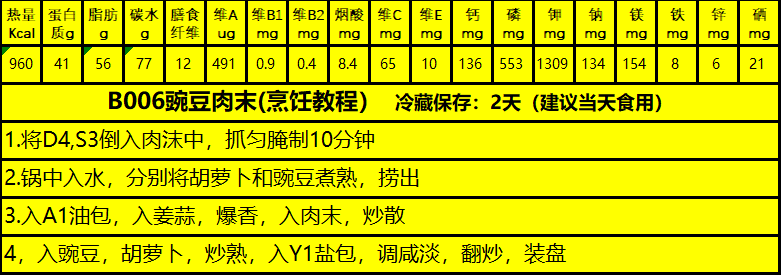 热量 蛋白 脂肪 碳水 膳食 维A 维B1 维B2 烟酸 维C 维E 钙 磷 钾 钠 镁 铁 锌 硒
Kcal 质g g g 纤维 ug mg mg mg mg mg mg mg mg mg mg mg mg mg
960 41 56 77 12 491 0.9 0.4 8.4 65 10 136 553 1309 134 154 8 6 21
B006豌豆肉末(烹饪教程） 冷藏保存：2天（建议当天食用）
1.将D4,S3倒入肉沫中，抓匀腌制10分钟
2.锅中入水，分别将胡萝卜和豌豆煮熟，捞出
3.入A1油包，入姜蒜，爆香，入肉末，炒散
4，入豌豆，胡萝卜，炒熟，入Y1盐包，调咸淡，翻炒，装盘